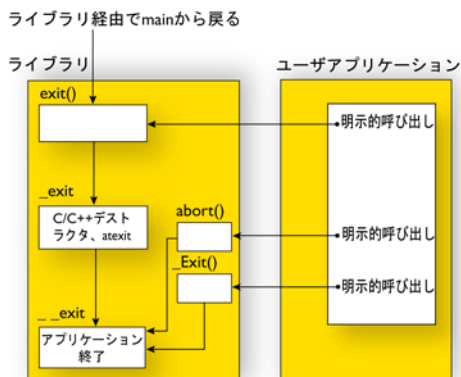 ライブラリ経由でmainから戻る
ライブラリ
ユーザアプリケーション
exit()
明示的呼び出し
_exit
C/C++デスト
ラクタ、atexit
abort()
明示的呼び出し
_Exit()
明示的呼び出し
_ _exit
アプリケーション
終了